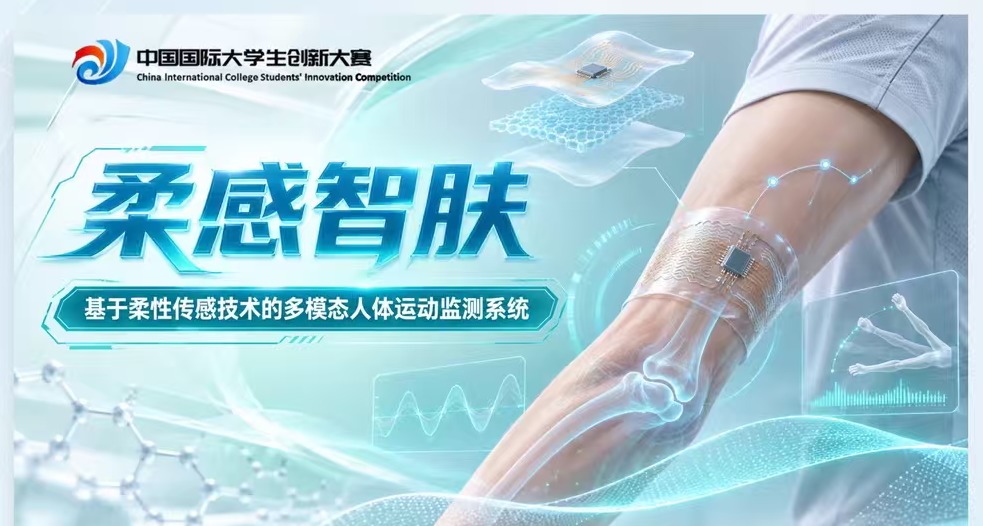 中国国际大学生创新大赛
China International College Students' Innovation Competition
柔感智肤
基于柔性传感技术的多模态人体运动监测系统